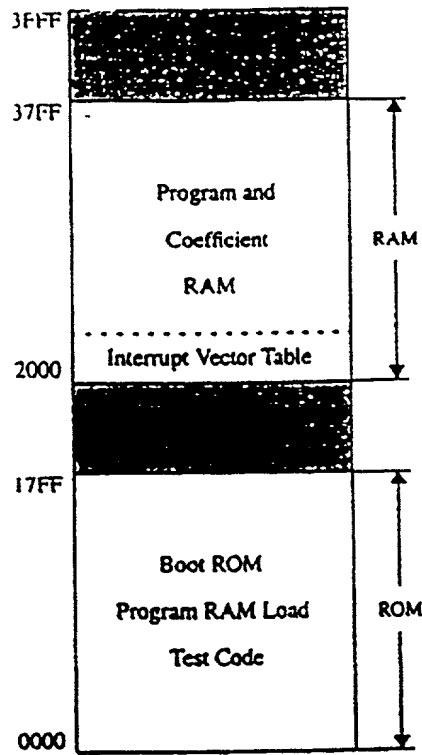 3FFF
37FF
Program and
Coefficient
RAM
RAM
Interrupt Vector Table
2000
17FF
Boot ROM
Program RAM Load
Test Code
ROM
0000